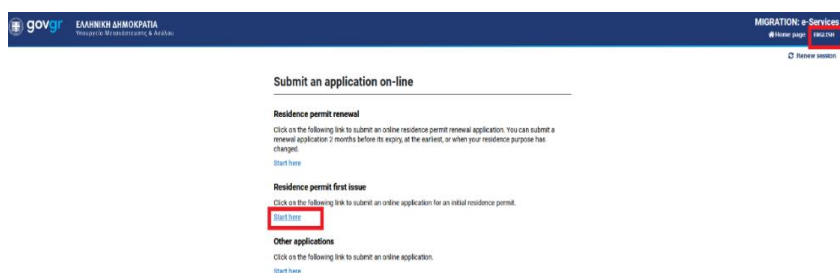 govgr
ΕΛΛΗΝΙΚΗ ΔΗΜΟΚΡΑΤΙΑ
Υπουργείο Μετανάστευσης & Ασύλου
MIGRATION: e-Services
Home page
ENGLISH
Renew session
Submit an application on-line
Residence permit renewal
Click on the following link to submit an online residence permit renewal application. You can submit a
renewal application 2 months before its expiry, at the earliest, or when your residence purpose has
changed.
Start here
Residence permit first issue
Click on the following link to submit an online application for an initial residence permit.
Start here
Other applications
Click on the following link to submit an online application.
Start here